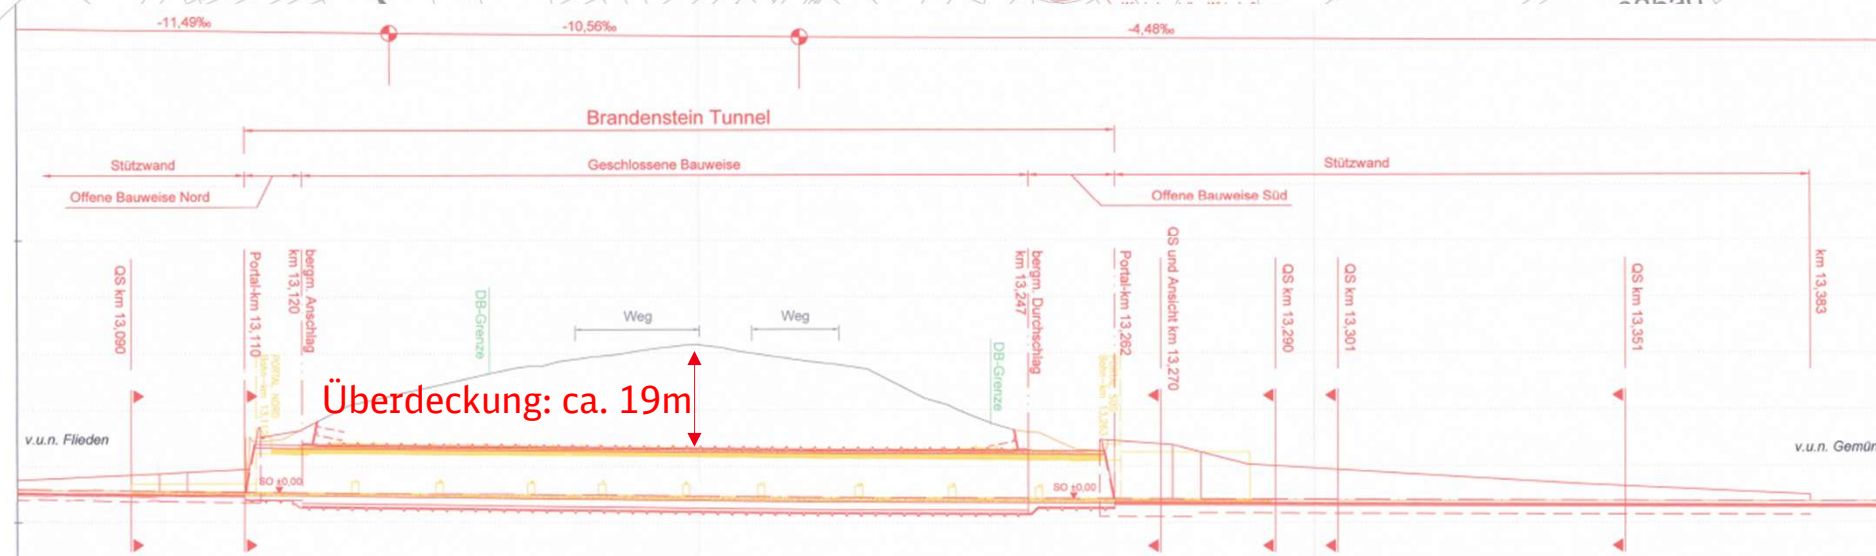 -11,49‰
-10,56‰
-4,48‰
Brandenstein Tunnel
Stützwand
Geschlossene Bauweise
Stützwand
Offene Bauweise Nord
Offene Bauweise Süd
QS km 13,090
Portal-km 13,110
bergm. Anschlag
km 13,120
DB-Grenze
Weg
Weg
DB-Grenze
bergm. Durchschlag
km 13,247
Portal-km 13,262
QS und Ansicht km 13,270
QS km 13,290
QS km 13,301
QS km 13,351
km 13,383
PORTAL NORD
Überdeckung: ca. 19m
v.u.n. Flieden
v.u.n. Gemün
SO ±0,00
SO ±0,00